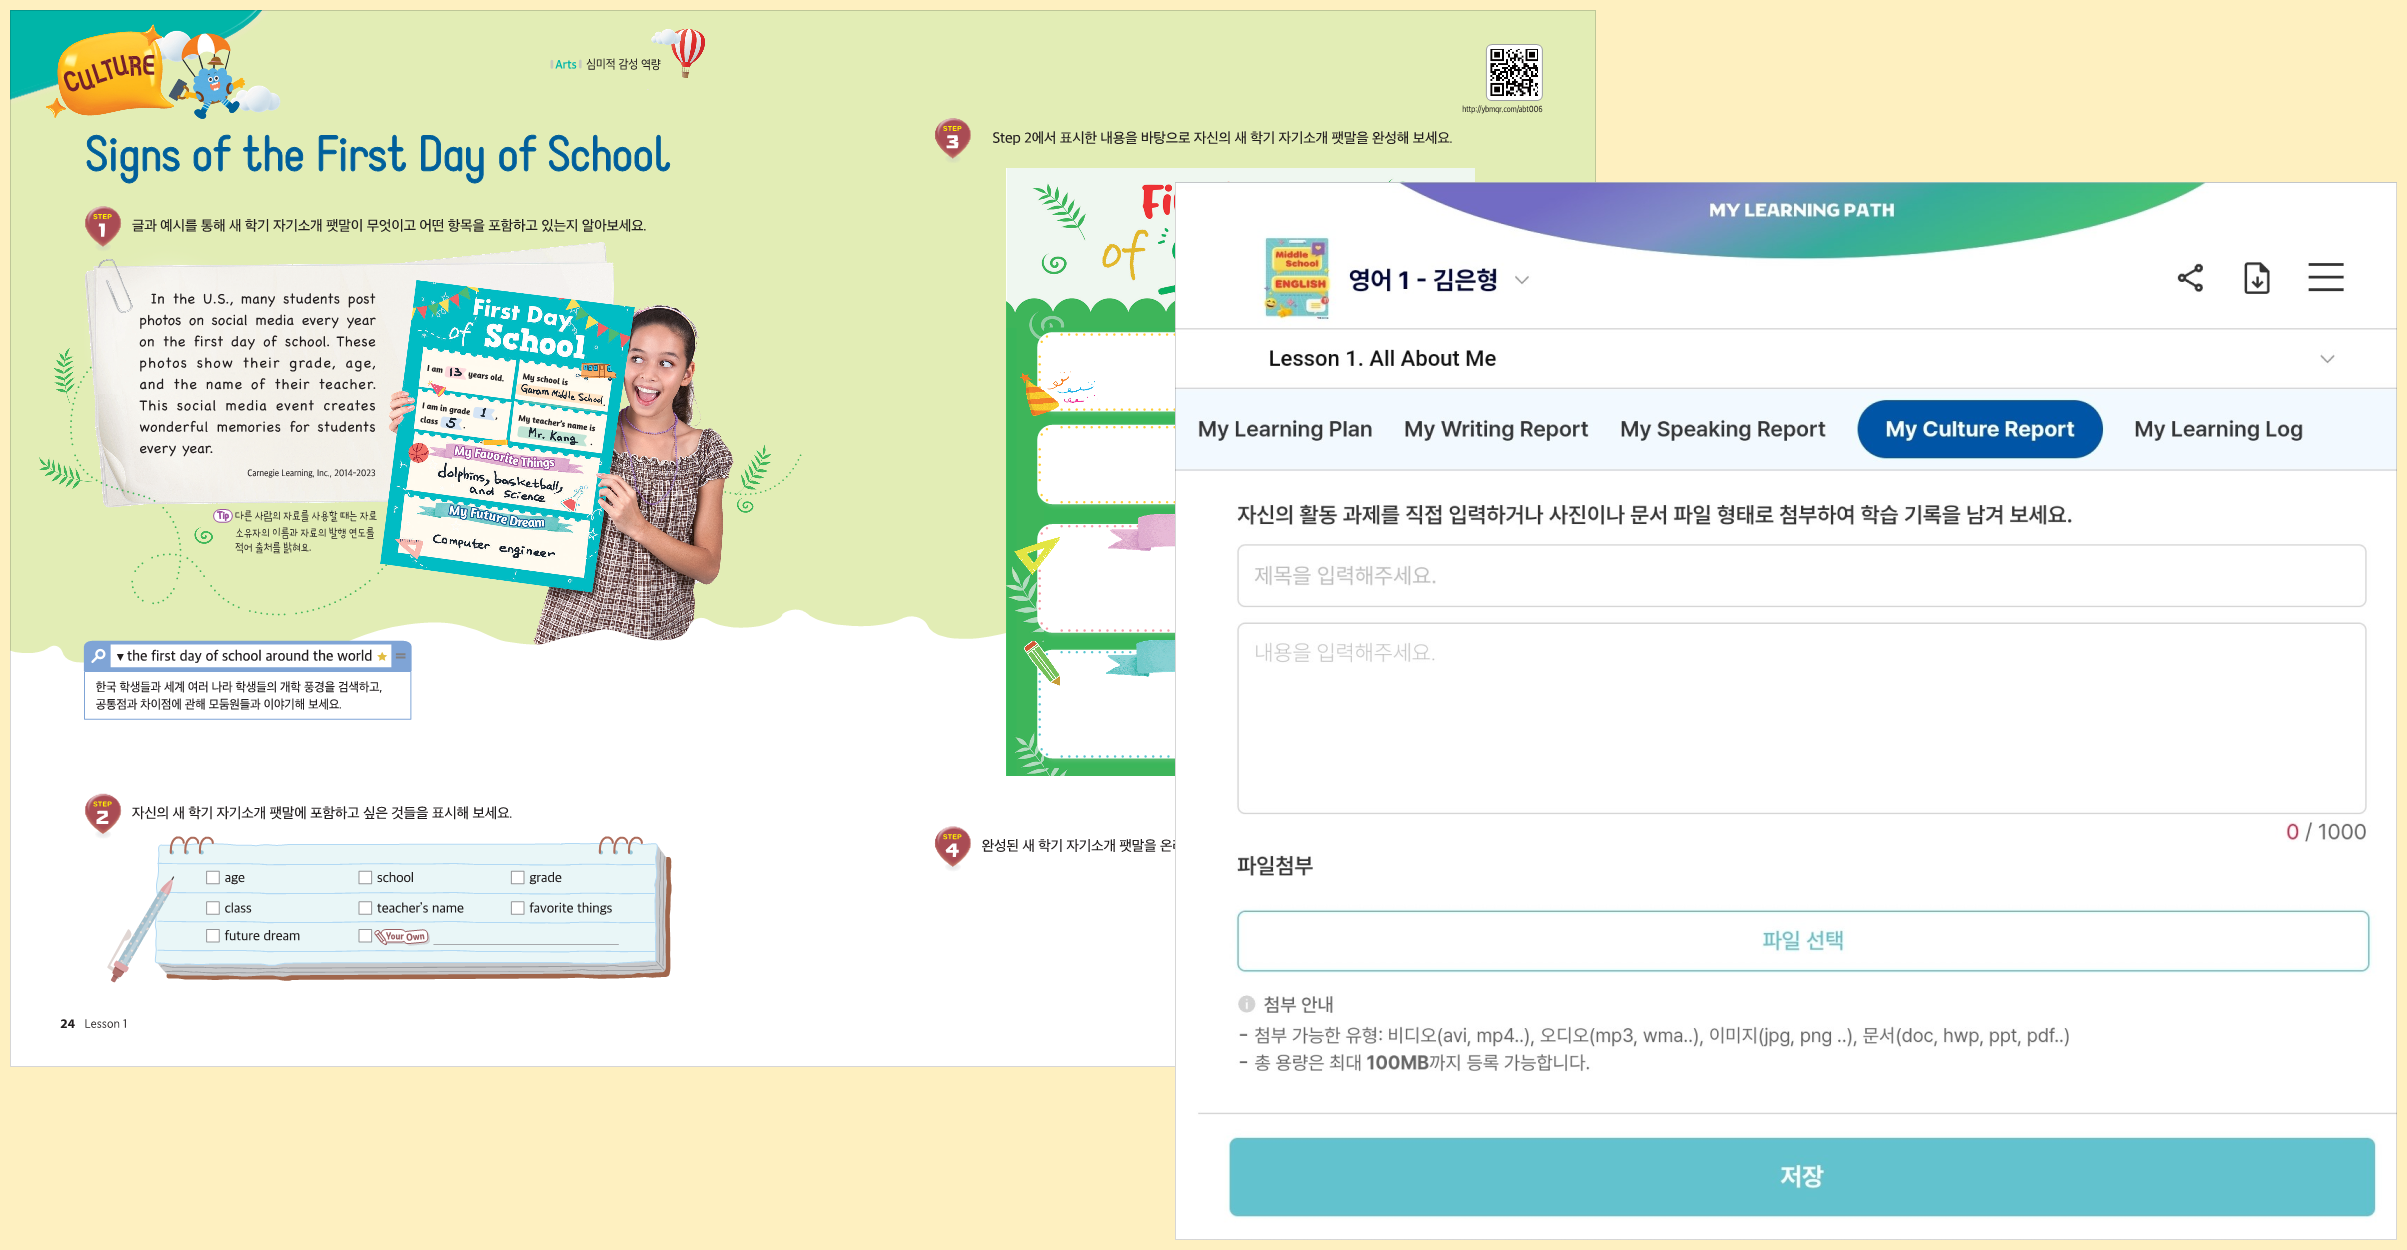 CULTURE
Arts 심미적 감성 역량
Signs of the First Day of School
STEP 1 글과 예시를 통해 새 학기 자기소개 팻말이 무엇이고 어떤 항목을 포함하고 있는지 알아보세요.
In the U.S., many students post
photos on social media every year
on the first day of school. These
photos show their grade, age,
and the name of their teacher.
This social media event creates
wonderful memories for students
every year.
Carnegie Learning, Inc., 2014-2023
Tip 다른 사람의 자료를 사용할 때는 자료
소유자의 이름과 자료의 발행 연도를
적어 출처를 밝혀요.
First Day
of School
I am 13 years old.
My school is
Garam Middle School.
I am in grade 1,
class 5.
My teacher's name is
Mr. Kang.
My Favorite Things
dolphins, basketball,
and science
My Future Dream
Computer engineer
▾ the first day of school around the world
한국 학생들과 세계 여러 나라 학생들의 개학 풍경을 검색하고,
공통점과 차이점에 관해 모둠원들과 이야기해 보세요.
STEP 2 자신의 새 학기 자기소개 팻말에 포함하고 싶은 것들을 표시해 보세요.
age school grade
class teacher's name favorite things
future dream Your Own
24 Lesson 1
http://ybmqr.com/abt006
STEP 3 Step 2에서 표시한 내용을 바탕으로 자신의 새 학기 자기소개 팻말을 완성해 보세요.
Fi
of
STEP 4 완성된 새 학기 자기소개 팻말을 온
MY LEARNING PATH
Middle
School
ENGLISH
영어 1 - 김은형
Lesson 1. All About Me
My Learning Plan My Writing Report My Speaking Report My Culture Report My Learning Log
자신의 활동 과제를 직접 입력하거나 사진이나 문서 파일 형태로 첨부하여 학습 기록을 남겨 보세요.
제목을 입력해주세요.
내용을 입력해주세요.
0 / 1000
파일첨부
파일 선택
첨부 안내
- 첨부 가능한 유형: 비디오(avi, mp4..), 오디오(mp3, wma..), 이미지(jpg, png ..), 문서(doc, hwp, ppt, pdf..)
- 총 용량은 최대 100MB까지 등록 가능합니다.
저장